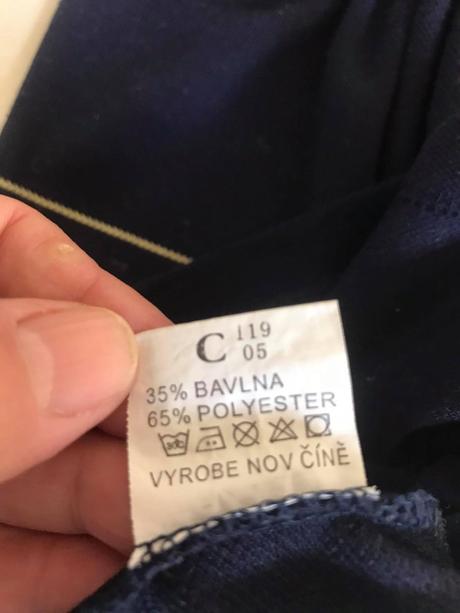 C 119
05
35% BAVLNA
65% POLYESTER
VYROBE NOV ČÍNĚ